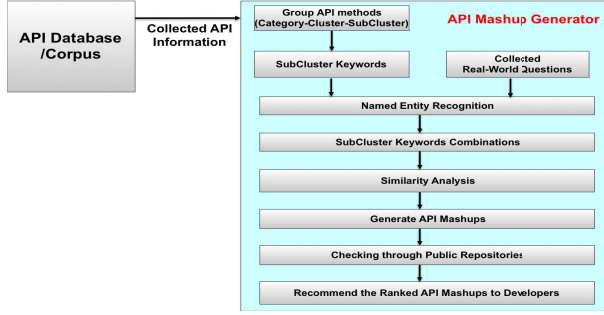 API Database
/Corpus
Collected API
Information
API Mashup Generator
Group API methods
(Category-Cluster-SubCluster)
SubCluster Keywords
Collected
Real-World Questions
Named Entity Recognition
SubCluster Keywords Combinations
Similarity Analysis
Generate API Mashups
Checking through Public Repositories
Recommend the Ranked API Mashups to Developers